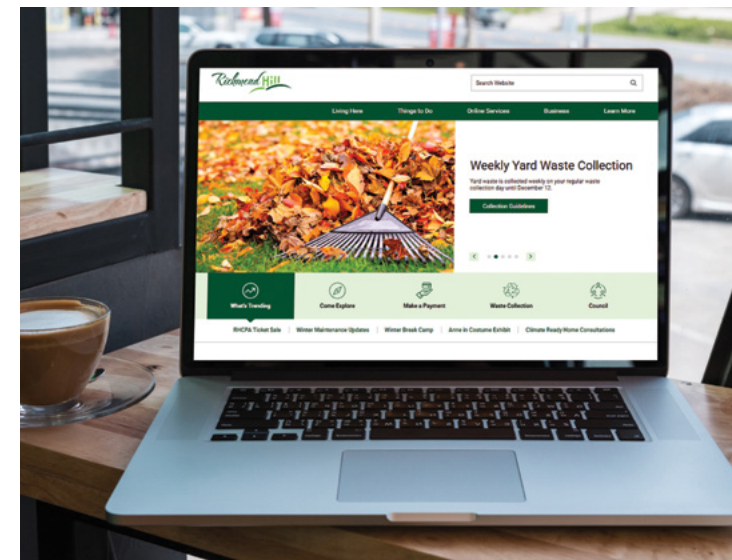 Richmond Hill
Search Website
Living Here Things to Do Online Services Business Learn More
Weekly Yard Waste Collection
Yard waste is collected weekly on your regular waste
collection day until December 12.
Collection Guidelines
What's Trending Come Explore Make a Payment Waste Collection Council
RHCPA Ticket Sale Winter Maintenance Updates Winter Break Camp Anne in Costume Exhibit Climate Ready Home Consultations